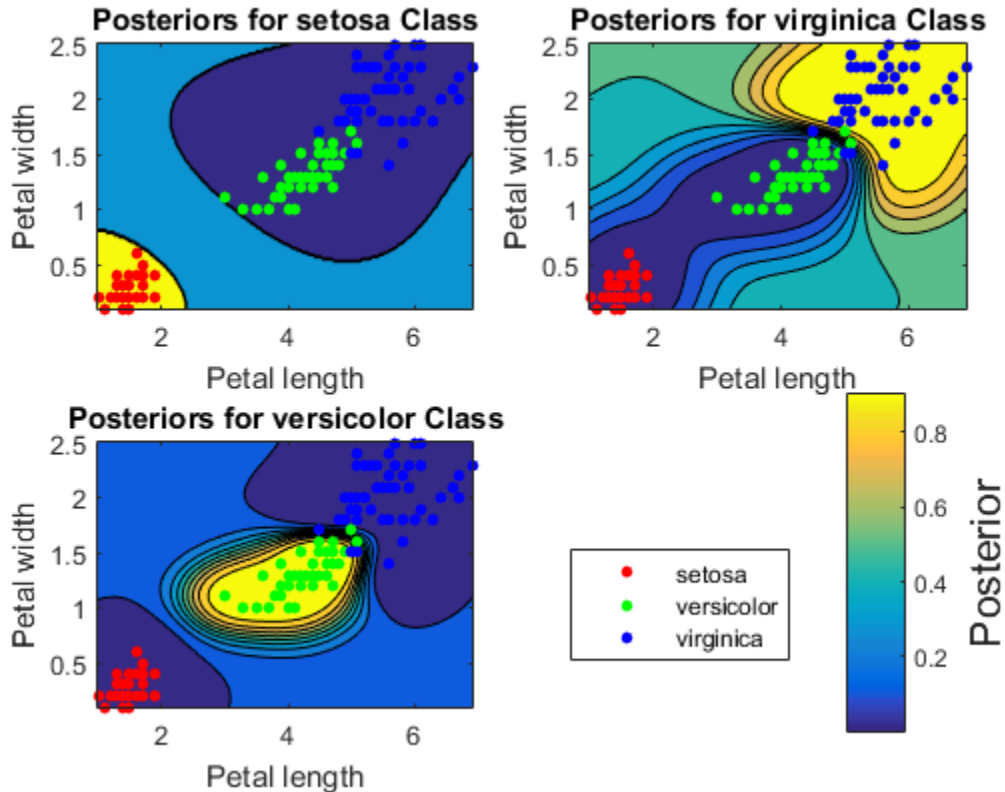 Posteriors for setosa Class
2.5
2
1.5
1
0.5
Petal width
2 4 6
Petal length
Posteriors for virginica Class
2.5
2
1.5
1
0.5
Petal width
2 4 6
Petal length
Posteriors for versicolor Class
2.5
2
1.5
1
0.5
Petal width
2 4 6
Petal length
setosa
versicolor
virginica
0.8
0.6
0.4
0.2
Posterior